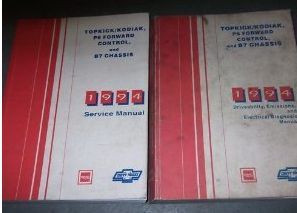 TOPKICK/KODIAK,
P6 FORWARD
CONTROL,
and
B7 CHASSIS
1994
Service Manual
TOPKICK/KODIAK,
P6 FORWARD
CONTROL,
and B7 CHASSIS
1994
Driveability, Emissions,
and
Electrical Diagnosis
Manual